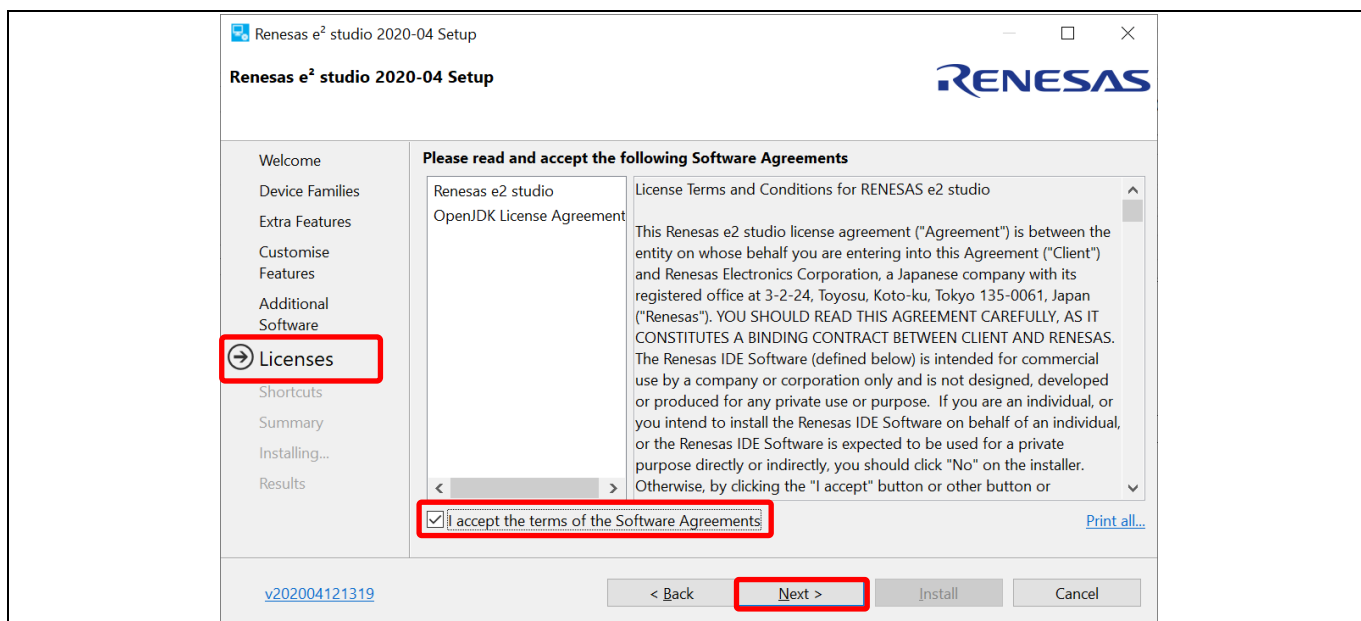 Renesas e² studio 2020-04 Setup
Renesas e² studio 2020-04 Setup
RENESAS
Welcome
Device Families
Extra Features
Customise
Features
Additional
Software
Licenses
Shortcuts
Summary
Installing...
Results
Please read and accept the following Software Agreements
Renesas e2 studio
OpenJDK License Agreement
License Terms and Conditions for RENESAS e2 studio
This Renesas e2 studio license agreement ("Agreement") is between the
entity on whose behalf you are entering into this Agreement ("Client")
and Renesas Electronics Corporation, a Japanese company with its
registered office at 3-2-24, Toyosu, Koto-ku, Tokyo 135-0061, Japan
("Renesas"). YOU SHOULD READ THIS AGREEMENT CAREFULLY, AS IT
CONSTITUTES A BINDING CONTRACT BETWEEN CLIENT AND RENESAS.
The Renesas IDE Software (defined below) is intended for commercial
use by a company or corporation only and is not designed, developed
or produced for any private use or purpose.  If you are an individual, or
you intend to install the Renesas IDE Software on behalf of an individual,
or the Renesas IDE Software is expected to be used for a private
purpose directly or indirectly, you should click "No" on the installer.
Otherwise, by clicking the "I accept" button or other button or
I accept the terms of the Software Agreements
Print all...
v202004121319
< Back
Next >
Install
Cancel